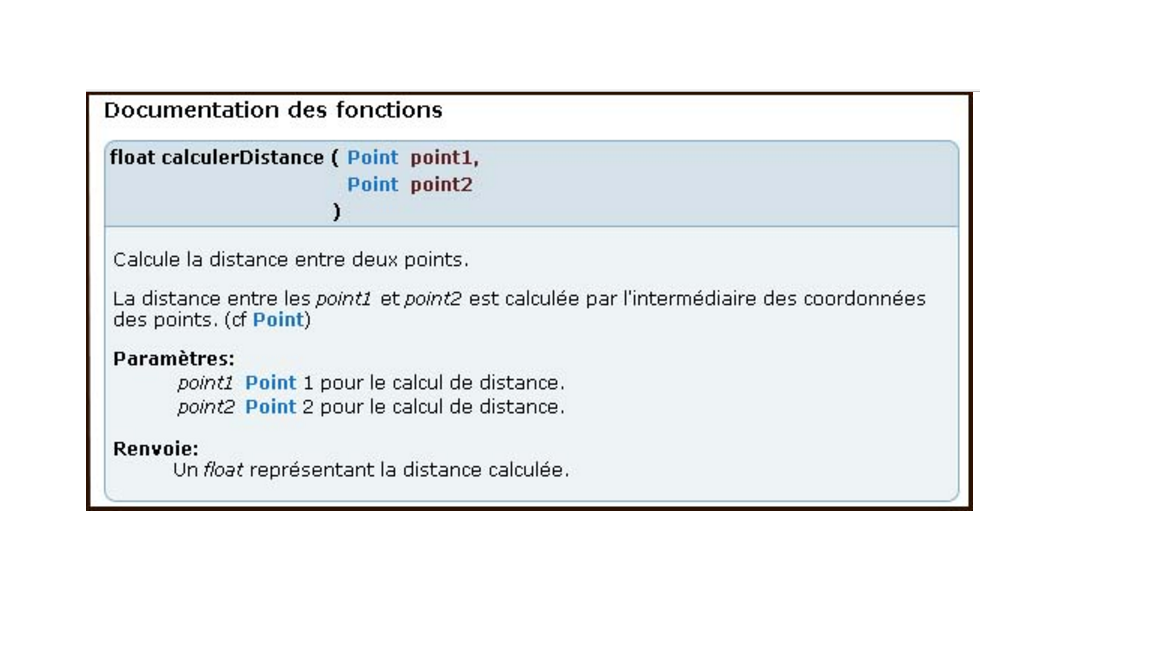 Documentation des fonctions
float calculerDistance ( Point point1,
Point point2
)
Calcule la distance entre deux points.
La distance entre les point1 et point2 est calculée par l'intermédiaire des coordonnées
des points. (cf Point)
Paramètres:
point1 Point 1 pour le calcul de distance.
point2 Point 2 pour le calcul de distance.
Renvoie:
Un float représentant la distance calculée.